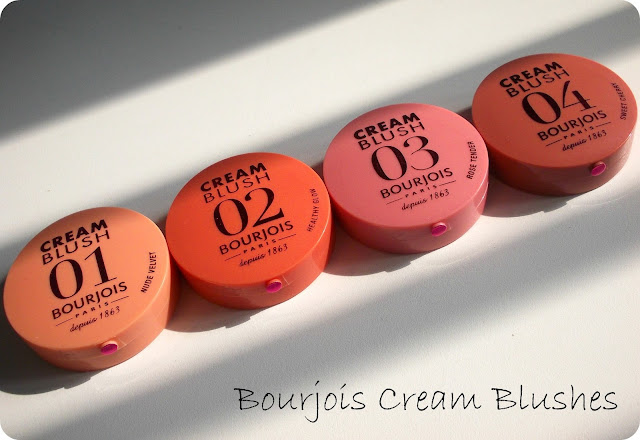 CREAM
BLUSH
01
BOURJOIS
PARIS
depuis 1863
NUDE VELVET
CREAM
BLUSH
02
BOURJOIS
PARIS
depuis 1863
HEALTHY GLOW
CREAM
BLUSH
03
BOURJOIS
PARIS
depuis 1863
ROSE TENDER
CREAM
BLUSH
04
BOURJOIS
PARIS
depuis 1863
SWEET CHERRY
Bourjois Cream Blushes